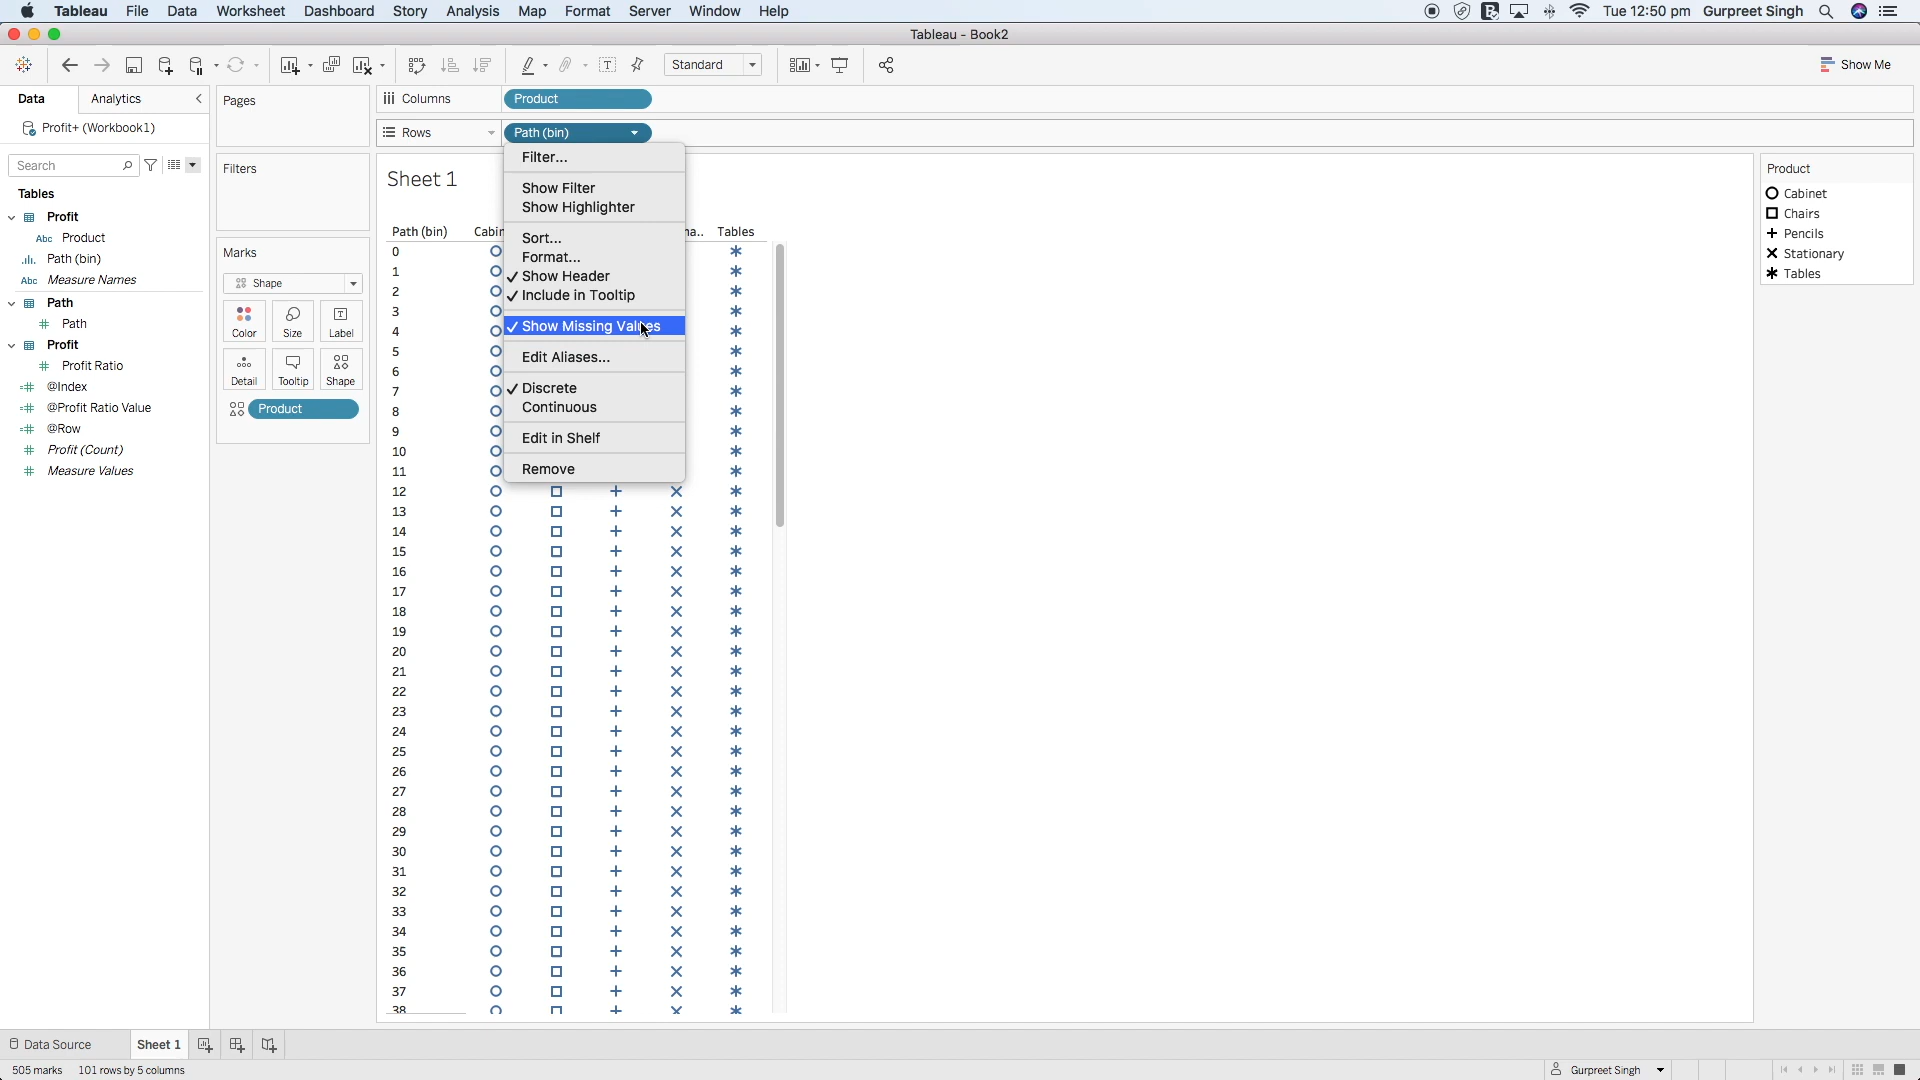 Tableau File Data Worksheet Dashboard Story Analysis Map Format Server Window Help Tue 12:50 pm Gurpreet Singh
Tableau - Book2
Standard Show Me
Data Analytics
Profit+ (Workbook1)
Search
Tables
Profit
Abc Product
Path (bin)
Abc Measure Names
Path
Path
Profit
Profit Ratio
@Index
@Profit Ratio Value
@Row
Profit (Count)
Measure Values
Pages
Filters
Marks
Shape
Color Size Label
Detail Tooltip Shape
Product
Columns Product
Rows Path (bin)
Sheet 1
Filter...
Show Filter
Show Highlighter
Sort...
Format...
Show Header
Include in Tooltip
Show Missing Values
Edit Aliases...
Discrete
Continuous
Edit in Shelf
Remove
Path (bin) Cabin na.. Tables
0
1
2
3
4
5
6
7
8
9
10
11
12
13
14
15
16
17
18
19
20
21
22
23
24
25
26
27
28
29
30
31
32
33
34
35
36
37
38
Product
Cabinet
Chairs
Pencils
Stationary
Tables
Data Source Sheet 1
505 marks 101 rows by 5 columns Gurpreet Singh